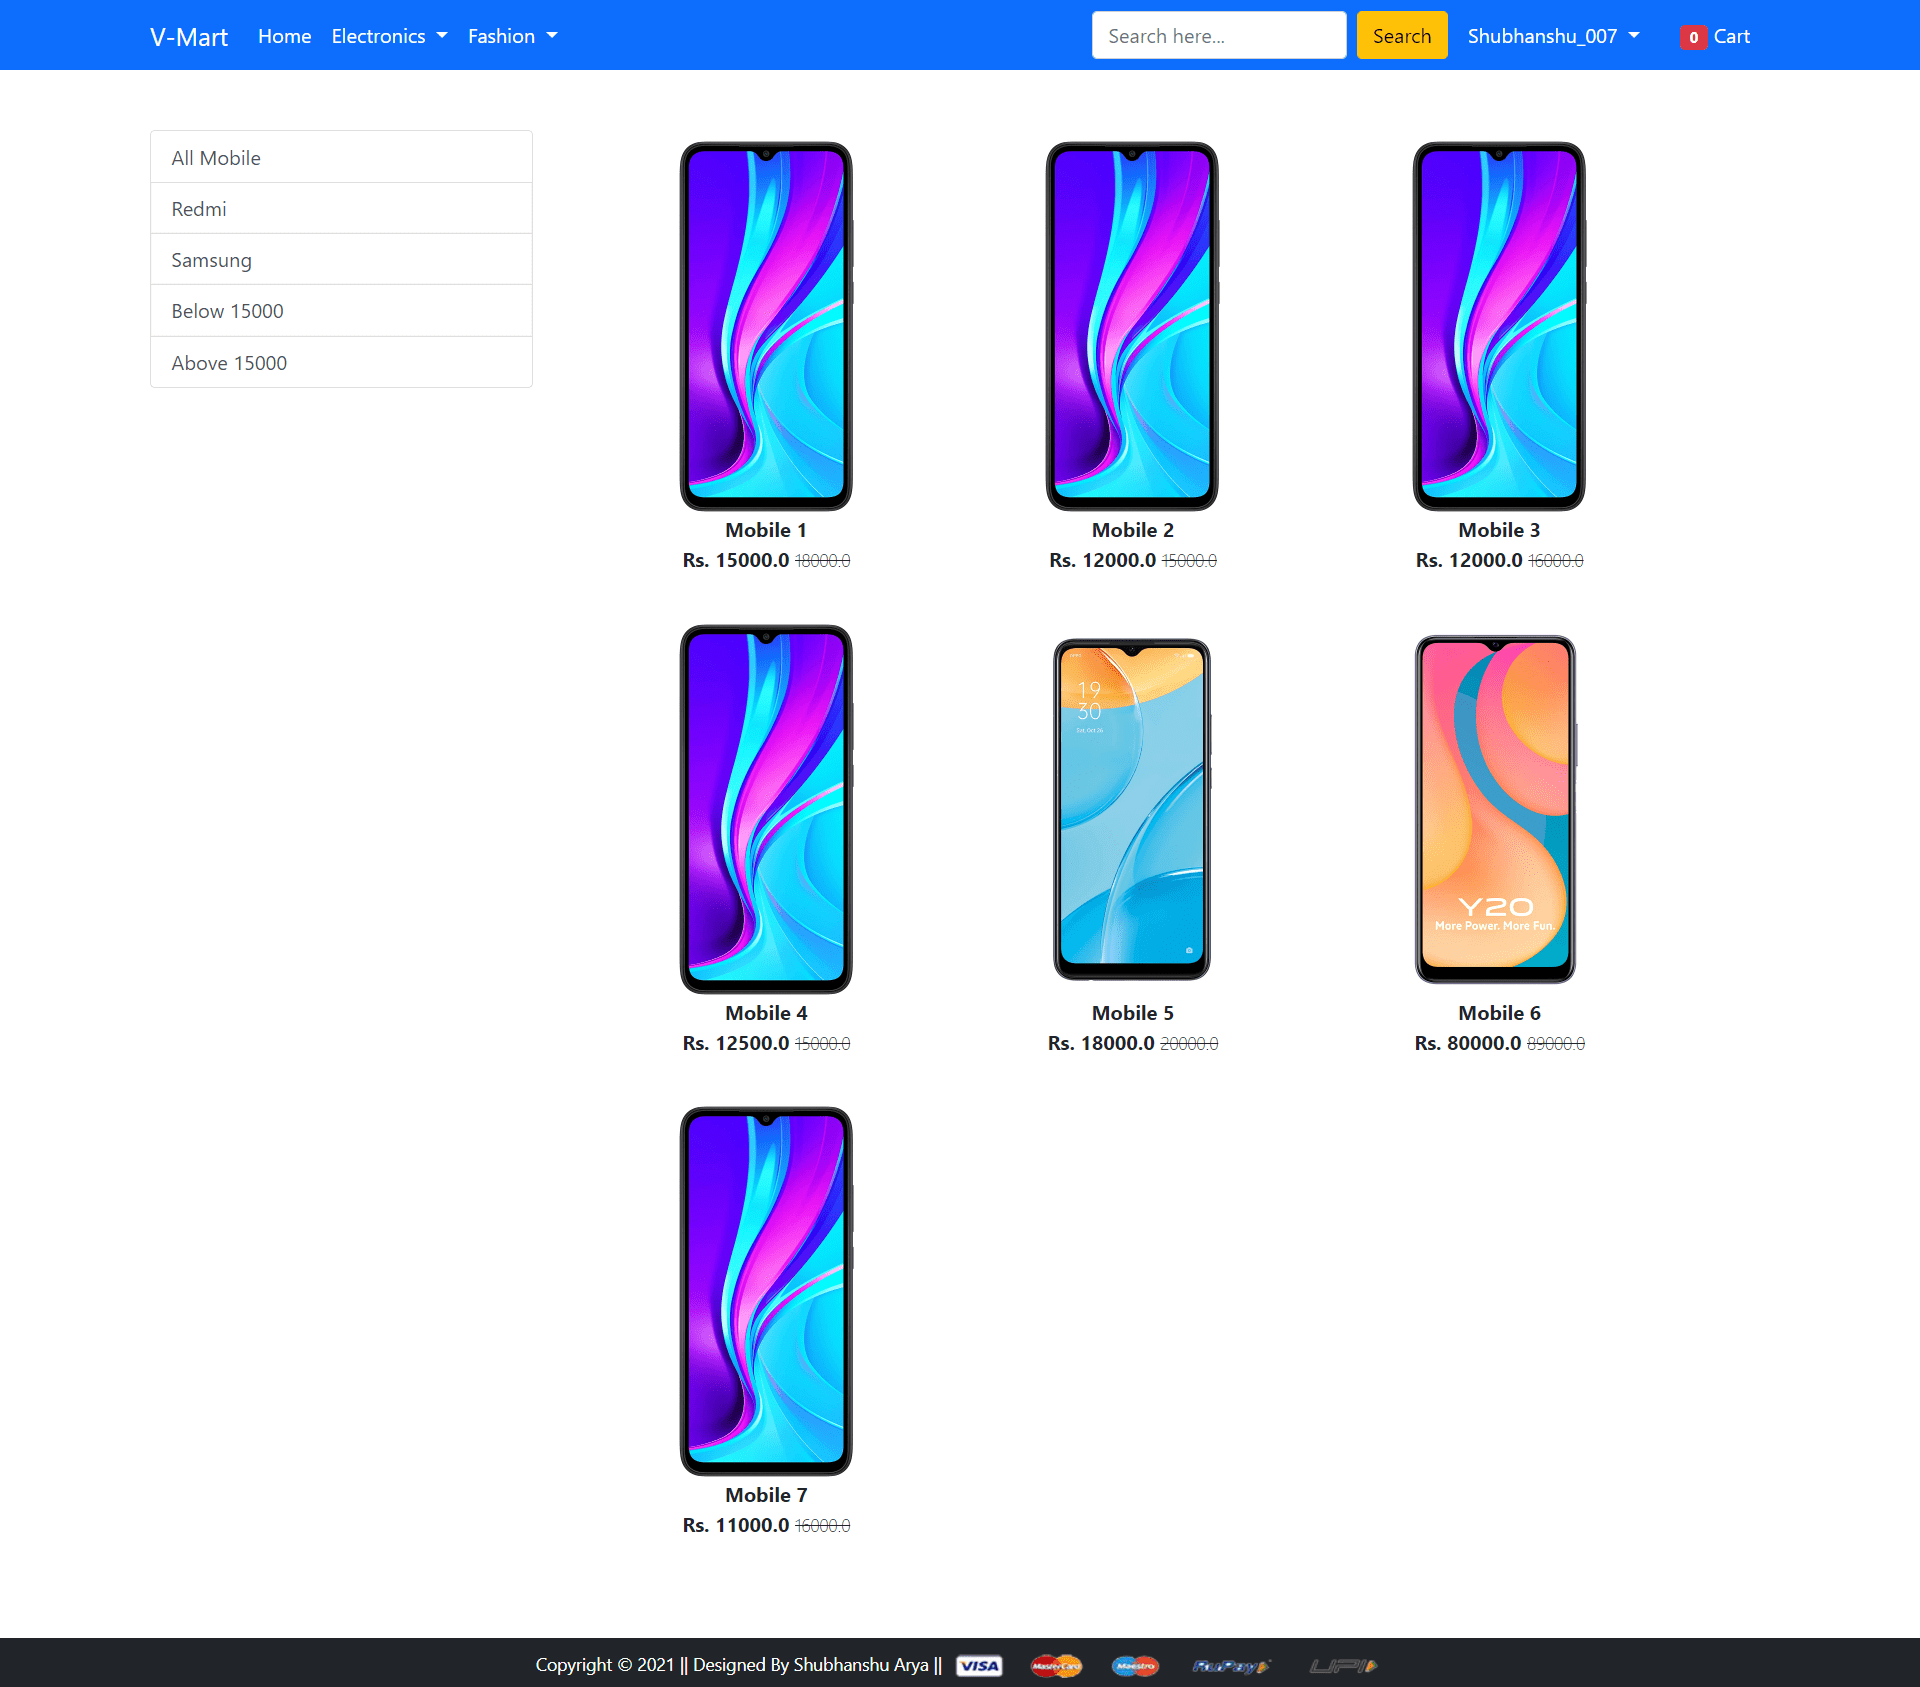 V-Mart Home Electronics Fashion Search here... Search Shubhanshu_007 0 Cart
All Mobile
Redmi
Samsung
Below 15000
Above 15000
Mobile 1 Mobile 2 Mobile 3
Rs. 15000.0 18000.0 Rs. 12000.0 15000.0 Rs. 12000.0 16000.0
19
30
Sat, Oct 26
Y20
More Power. More Fun.
Mobile 4 Mobile 5 Mobile 6
Rs. 12500.0 15000.0 Rs. 18000.0 20000.0 Rs. 80000.0 89000.0
Mobile 7
Rs. 11000.0 16000.0
Copyright © 2021 || Designed By Shubhanshu Arya || VISA MasterCard Maestro RuPay UPI